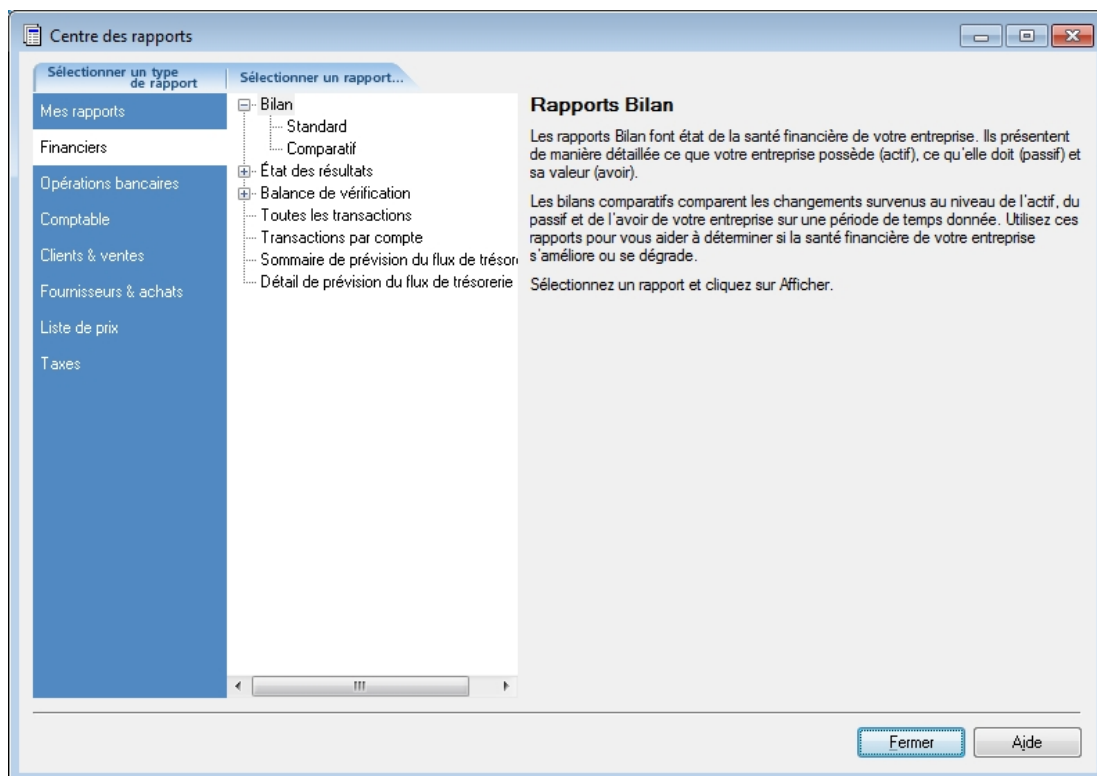 Centre des rapports
Sélectionner un type
de rapport
Sélectionner un rapport...
Mes rapports
Financiers
Opérations bancaires
Comptable
Clients & ventes
Fournisseurs & achats
Liste de prix
Taxes
Bilan
Standard
Comparatif
État des résultats
Balance de vérification
Toutes les transactions
Transactions par compte
Sommaire de prévision du flux de trésor
Détail de prévision du flux de trésorerie
Rapports Bilan
Les rapports Bilan font état de la santé financière de votre entreprise. Ils présentent
de manière détaillée ce que votre entreprise possède (actif), ce qu'elle doit (passif) et
sa valeur (avoir).
Les bilans comparatifs comparent les changements survenus au niveau de l'actif, du
passif et de l'avoir de votre entreprise sur une période de temps donnée. Utilisez ces
rapports pour vous aider à déterminer si la santé financière de votre entreprise
s'améliore ou se dégrade.
Sélectionnez un rapport et cliquez sur Afficher.
Fermer
Aide